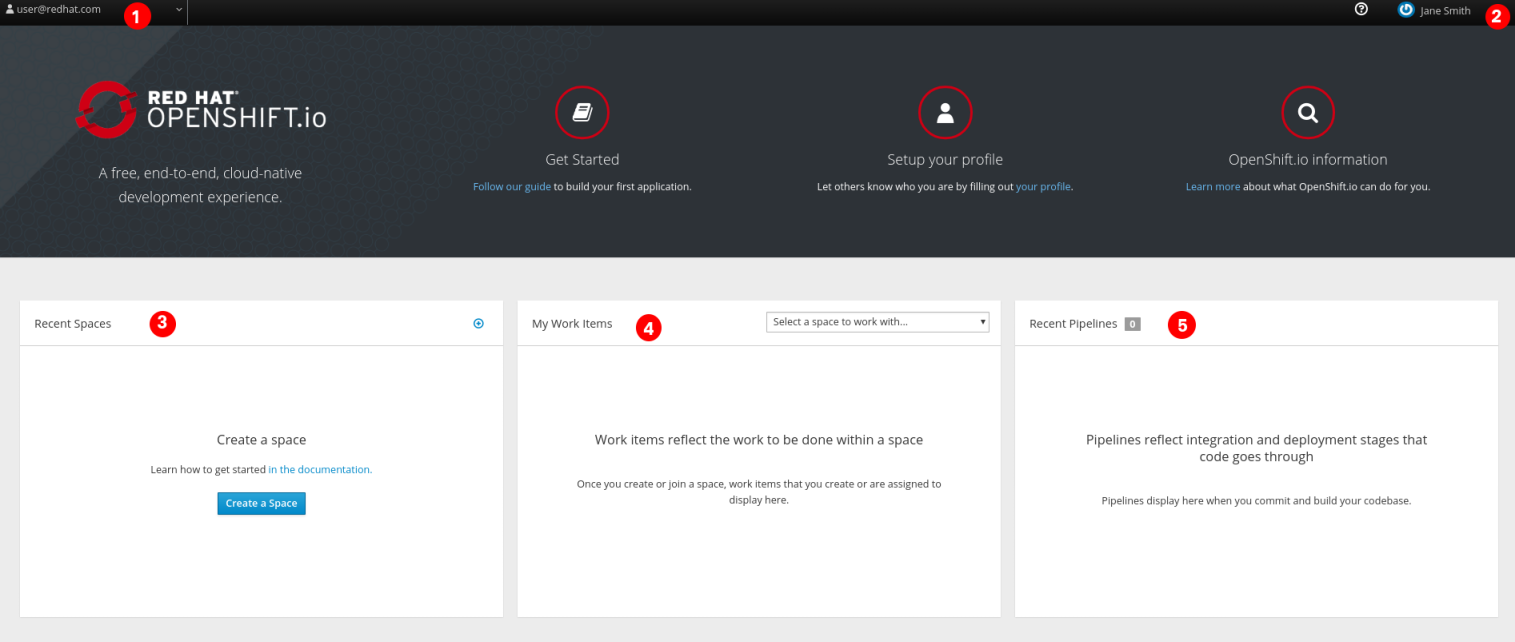 user@redhat.com
1
Jane Smith
2
RED HAT®
OPENSHIFT.io
A free, end-to-end, cloud-native
development experience.
Get Started
Follow our guide to build your first application.
Setup your profile
Let others know who you are by filling out your profile.
OpenShift.io information
Learn more about what OpenShift.io can do for you.
Recent Spaces
3
Create a space
Learn how to get started in the documentation.
Create a Space
My Work Items
4
Select a space to work with...
Work items reflect the work to be done within a space
Once you create or join a space, work items that you create or are assigned to
display here.
Recent Pipelines 0
5
Pipelines reflect integration and deployment stages that
code goes through
Pipelines display here when you commit and build your codebase.